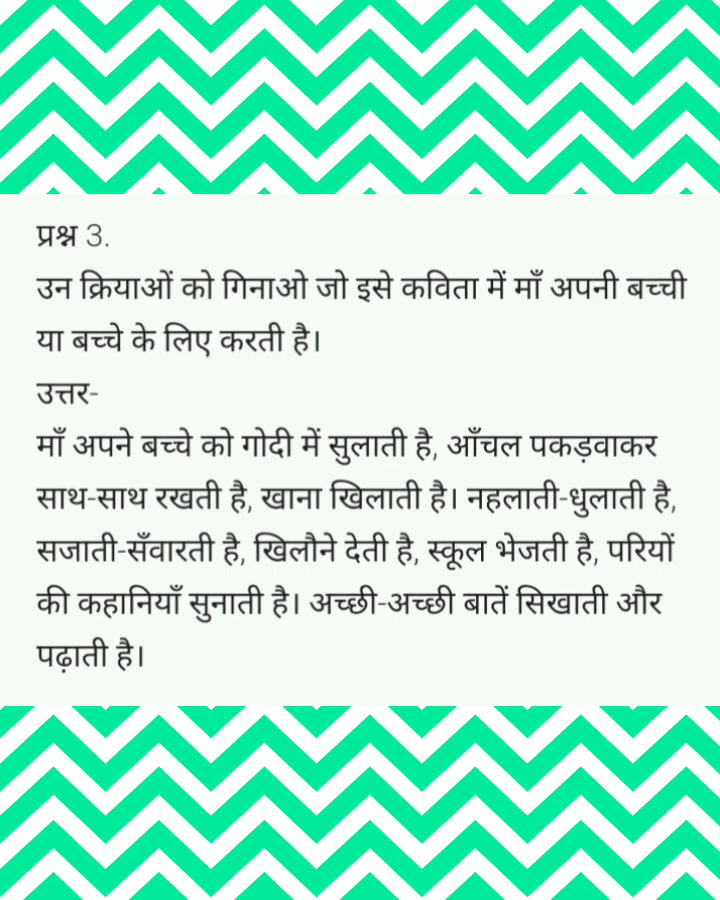 प्रश्न 3.
उन क्रियाओं को गिनाओ जो इसे कविता में माँ अपनी बच्ची
या बच्चे के लिए करती है।
उत्तर-
माँ अपने बच्चे को गोदी में सुलाती है, आँचल पकड़वाकर
साथ-साथ रखती है, खाना खिलाती है। नहलाती-धुलाती है,
सजाती-सँवारती है, खिलौने देती है, स्कूल भेजती है, परियों
की कहानियाँ सुनाती है। अच्छी-अच्छी बातें सिखाती और
पढ़ाती है।